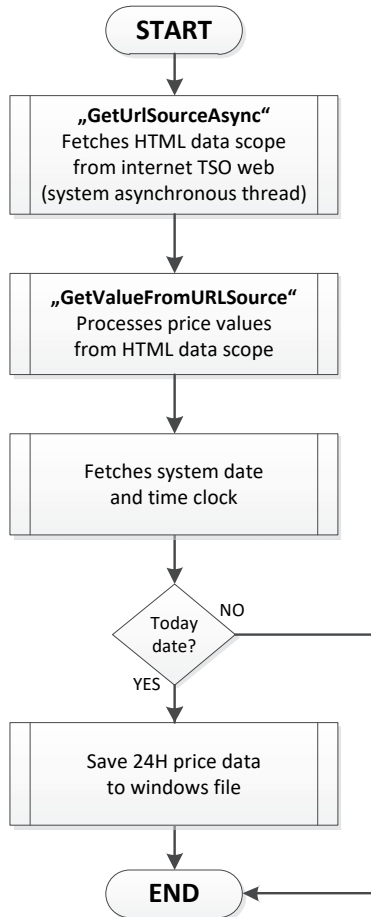 START
„GetUrlSourceAsync“
Fetches HTML data scope
from internet TSO web
(system asynchronous thread)
„GetValueFromURLSource“
Processes price values
from HTML data scope
Fetches system date
and time clock
Today
date?
NO
YES
Save 24H price data
to windows file
END